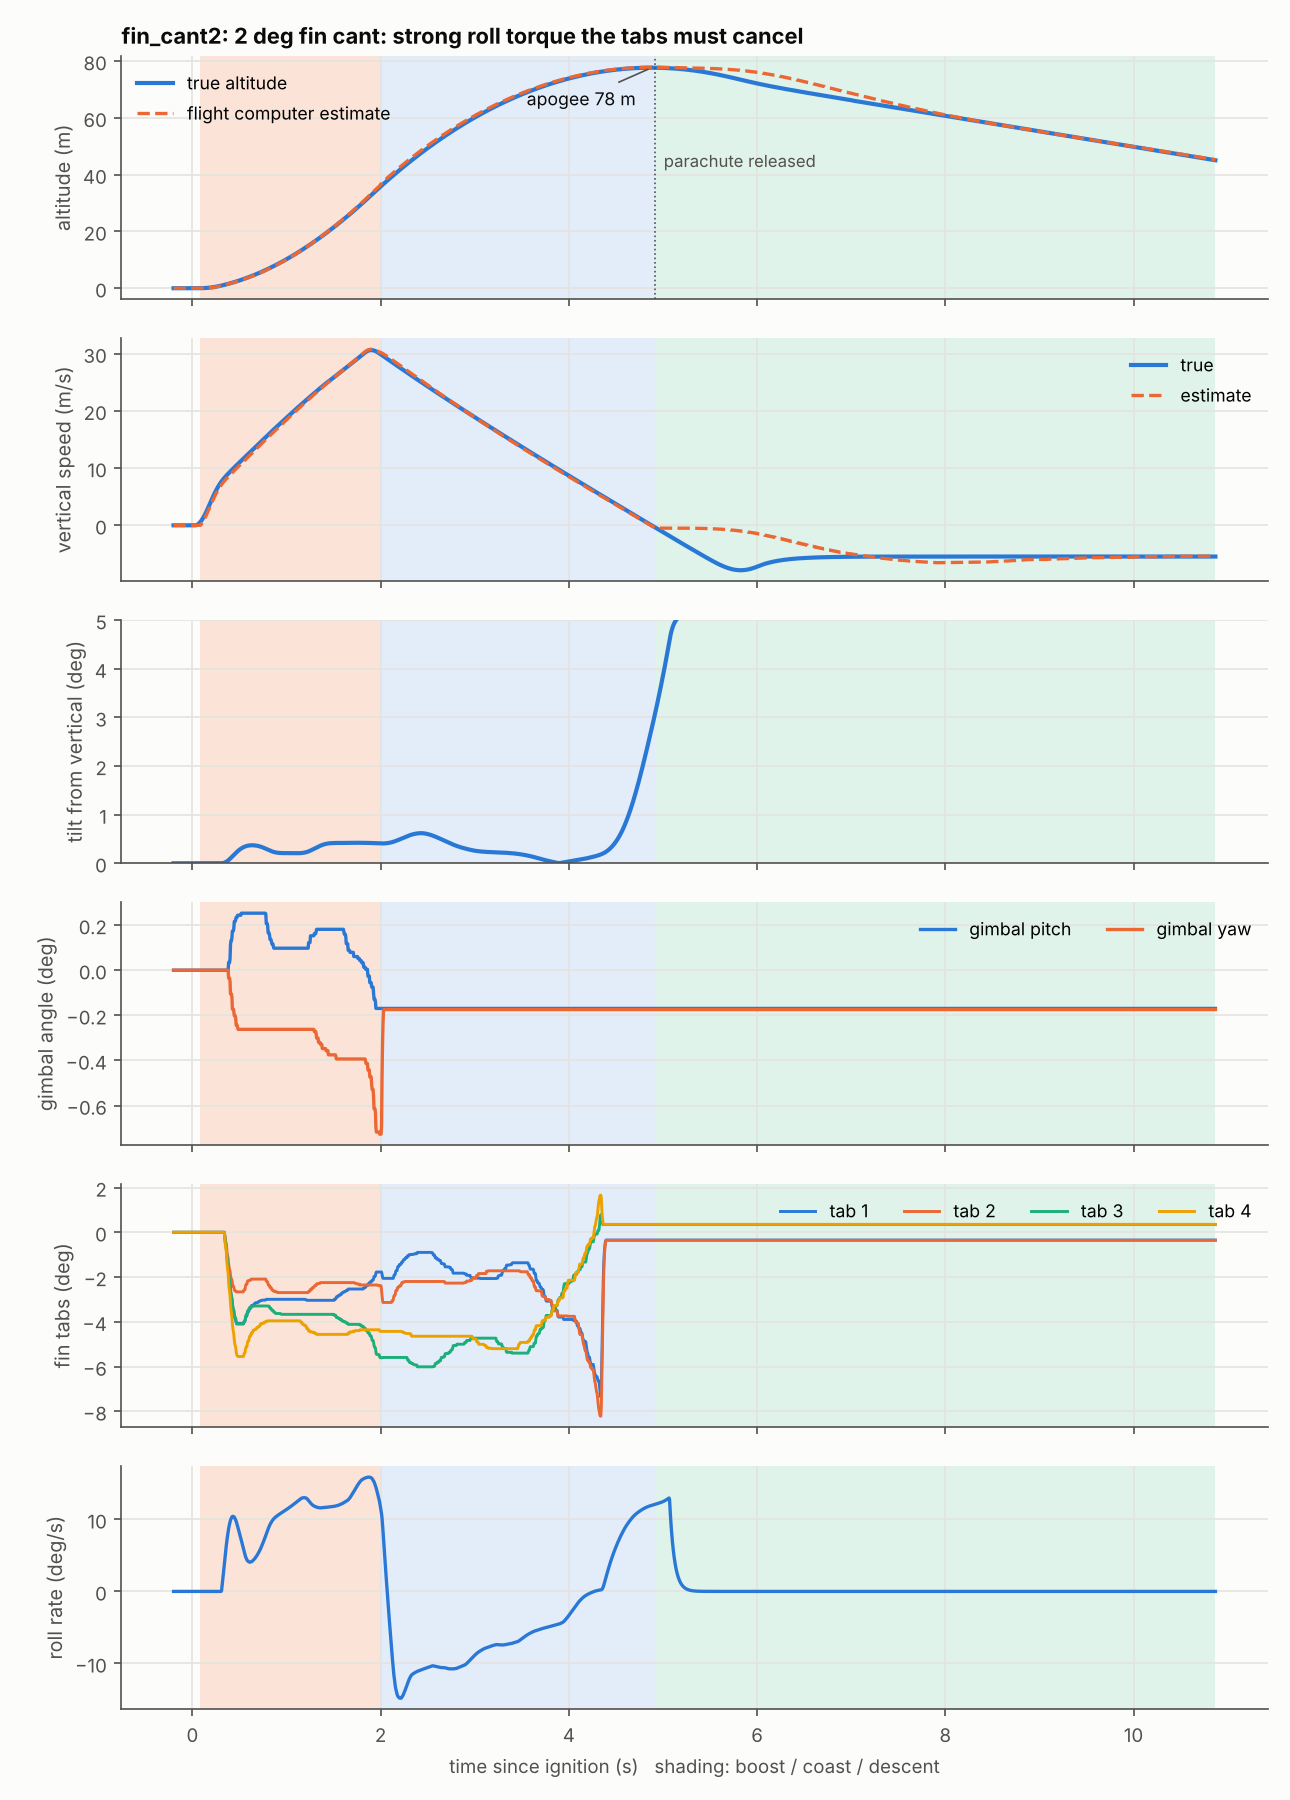 fin_cant2: 2 deg fin cant: strong roll torque the tabs must cancel
altitude (m)
80
60
40
20
0
true altitude
flight computer estimate
apogee 78 m
parachute released
vertical speed (m/s)
30
20
10
0
true
estimate
tilt from vertical (deg)
5
4
3
2
1
0
gimbal angle (deg)
0.2
0.0
−0.2
−0.4
−0.6
gimbal pitch
gimbal yaw
fin tabs (deg)
2
0
−2
−4
−6
−8
tab 1
tab 2
tab 3
tab 4
roll rate (deg/s)
10
0
−10
0
2
4
6
8
10
time since ignition (s) shading: boost / coast / descent